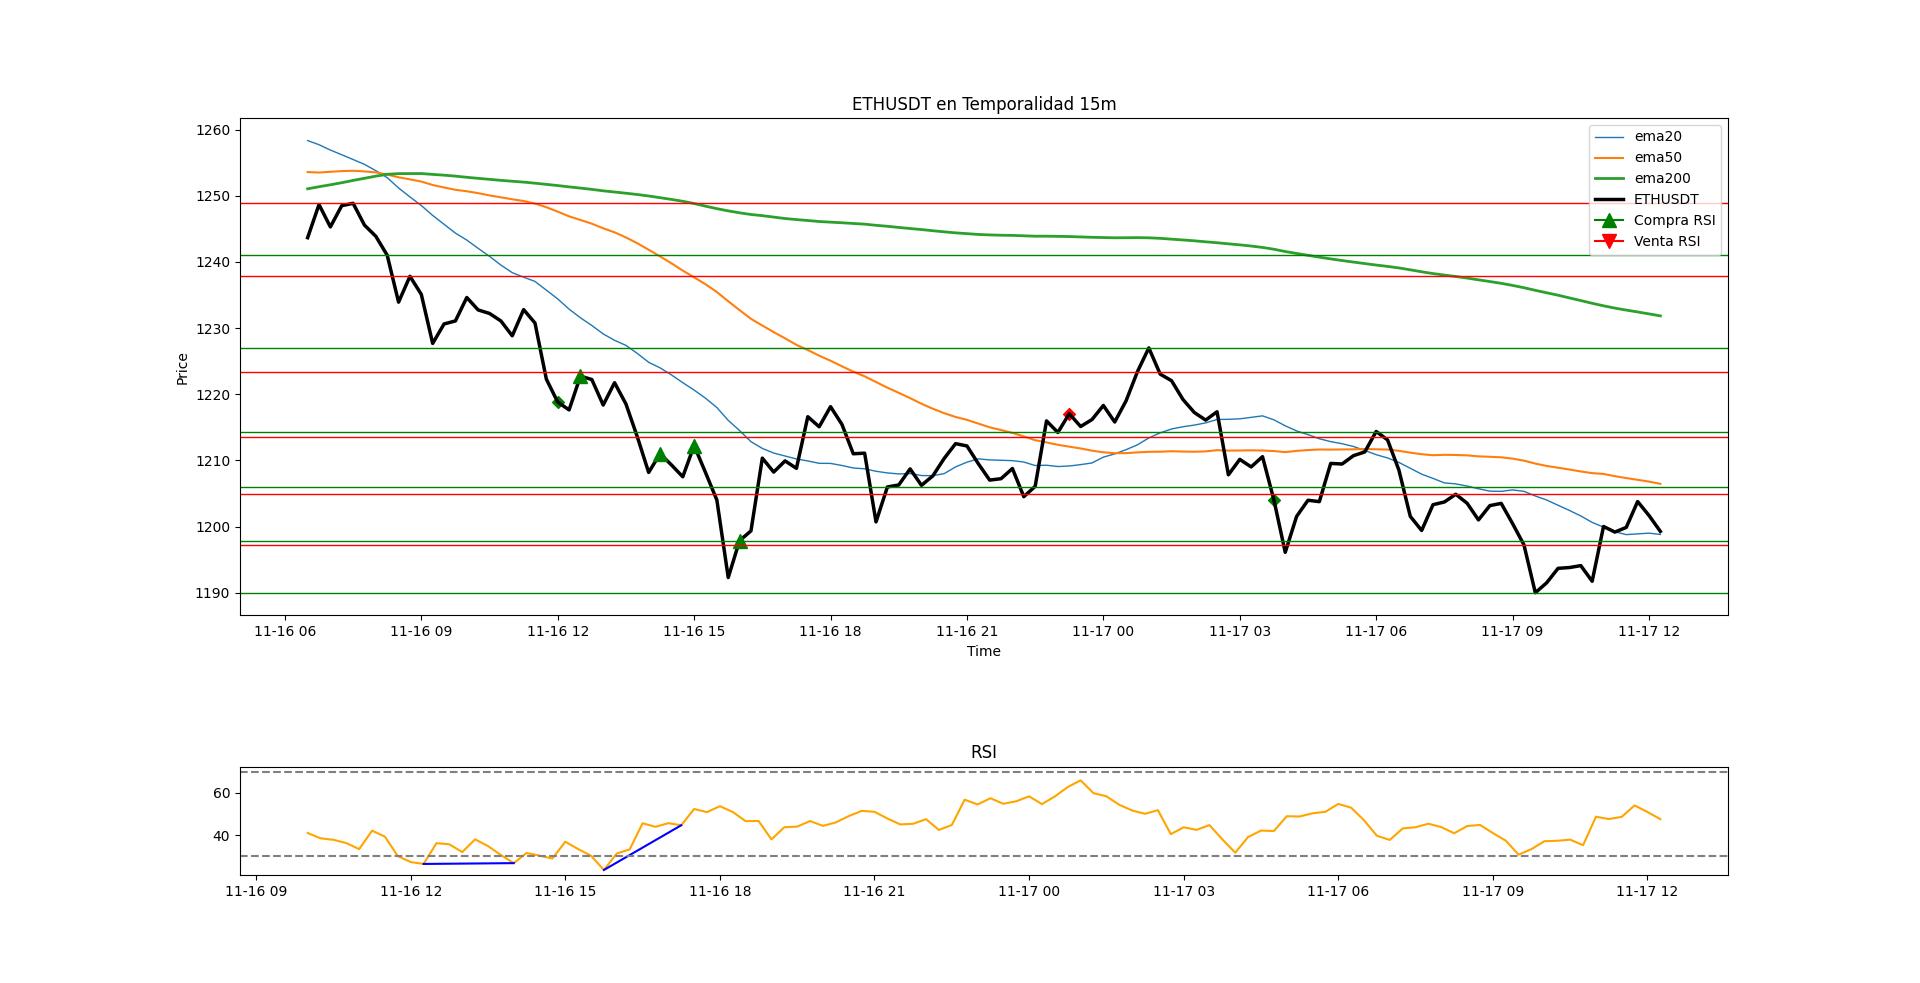 ETHUSDT en Temporalidad 15m
1260
1250
1240
1230
1220
1210
1200
1190
Price
ema20
ema50
ema200
ETHUSDT
Compra RSI
Venta RSI
11-16 06 11-16 09 11-16 12 11-16 15 11-16 18 11-16 21 11-17 00 11-17 03 11-17 06 11-17 09 11-17 12
Time
RSI
60
40
11-16 09 11-16 12 11-16 15 11-16 18 11-16 21 11-17 00 11-17 03 11-17 06 11-17 09 11-17 12